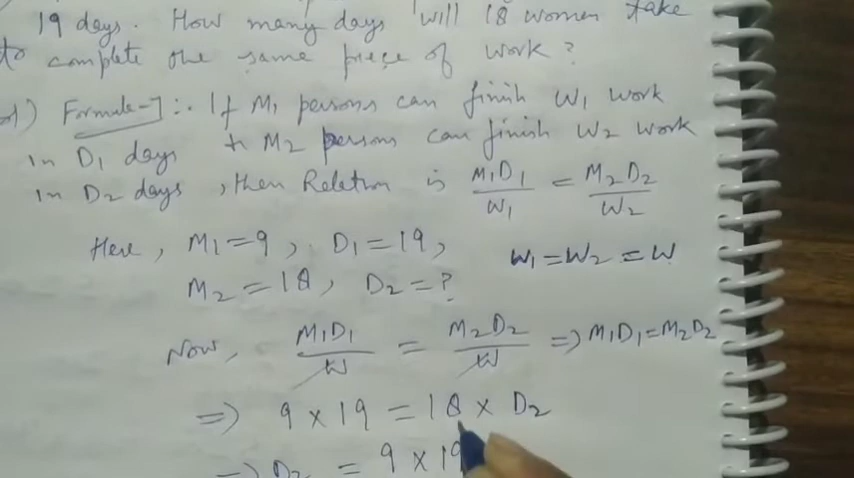 19 days. How many days will 18 women take
to complete the same piece of work?
Formula-1:. If M1 persons can finish W1 work
in D1 days & M2 persons can finish W2 work
in D2 days, then Relation is M1D1/W1 = M2D2/W2
Here, M1=9, D1=19, W1=W2=W
M2=18, D2=?
Now, M1D1/W = M2D2/W => M1D1=M2D2
=> 9×19 = 18×D2
=> D2 = 9×19